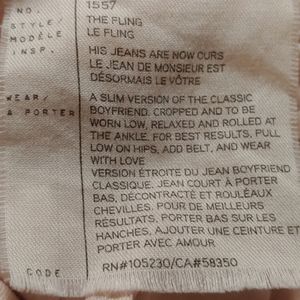 NO.
1557
STYLE/
THE FLING
MODÈLE
LE FLING
INSP.
HIS JEANS ARE NOW OURS
LE JEAN DE MONSIEUR EST
DÉSORMAIS LE VÔTRE
WEAR/
A SLIM VERSION OF THE CLASSIC
À PORTER
BOYFRIEND. CROPPED AND TO BE
WORN LOW, RELAXED AND ROLLED AT
THE ANKLE. FOR BEST RESULTS, PULL
LOW ON HIPS, ADD BELT, AND WEAR
WITH LOVE
VERSION ÉTROITE DU JEAN BOYFRIEND
CLASSIQUE. JEAN COURT À PORTER
BAS, DÉCONTRACTÉ ET ROULÉAUX
CHEVILLES. POUR DE MEILLEURS
RÉSULTATS, PORTER BAS SUR LES
HANCHES, AJOUTER UNE CEINTURE ET
PORTER AVEC AMOUR
CODE
RN#105230/CA#58350